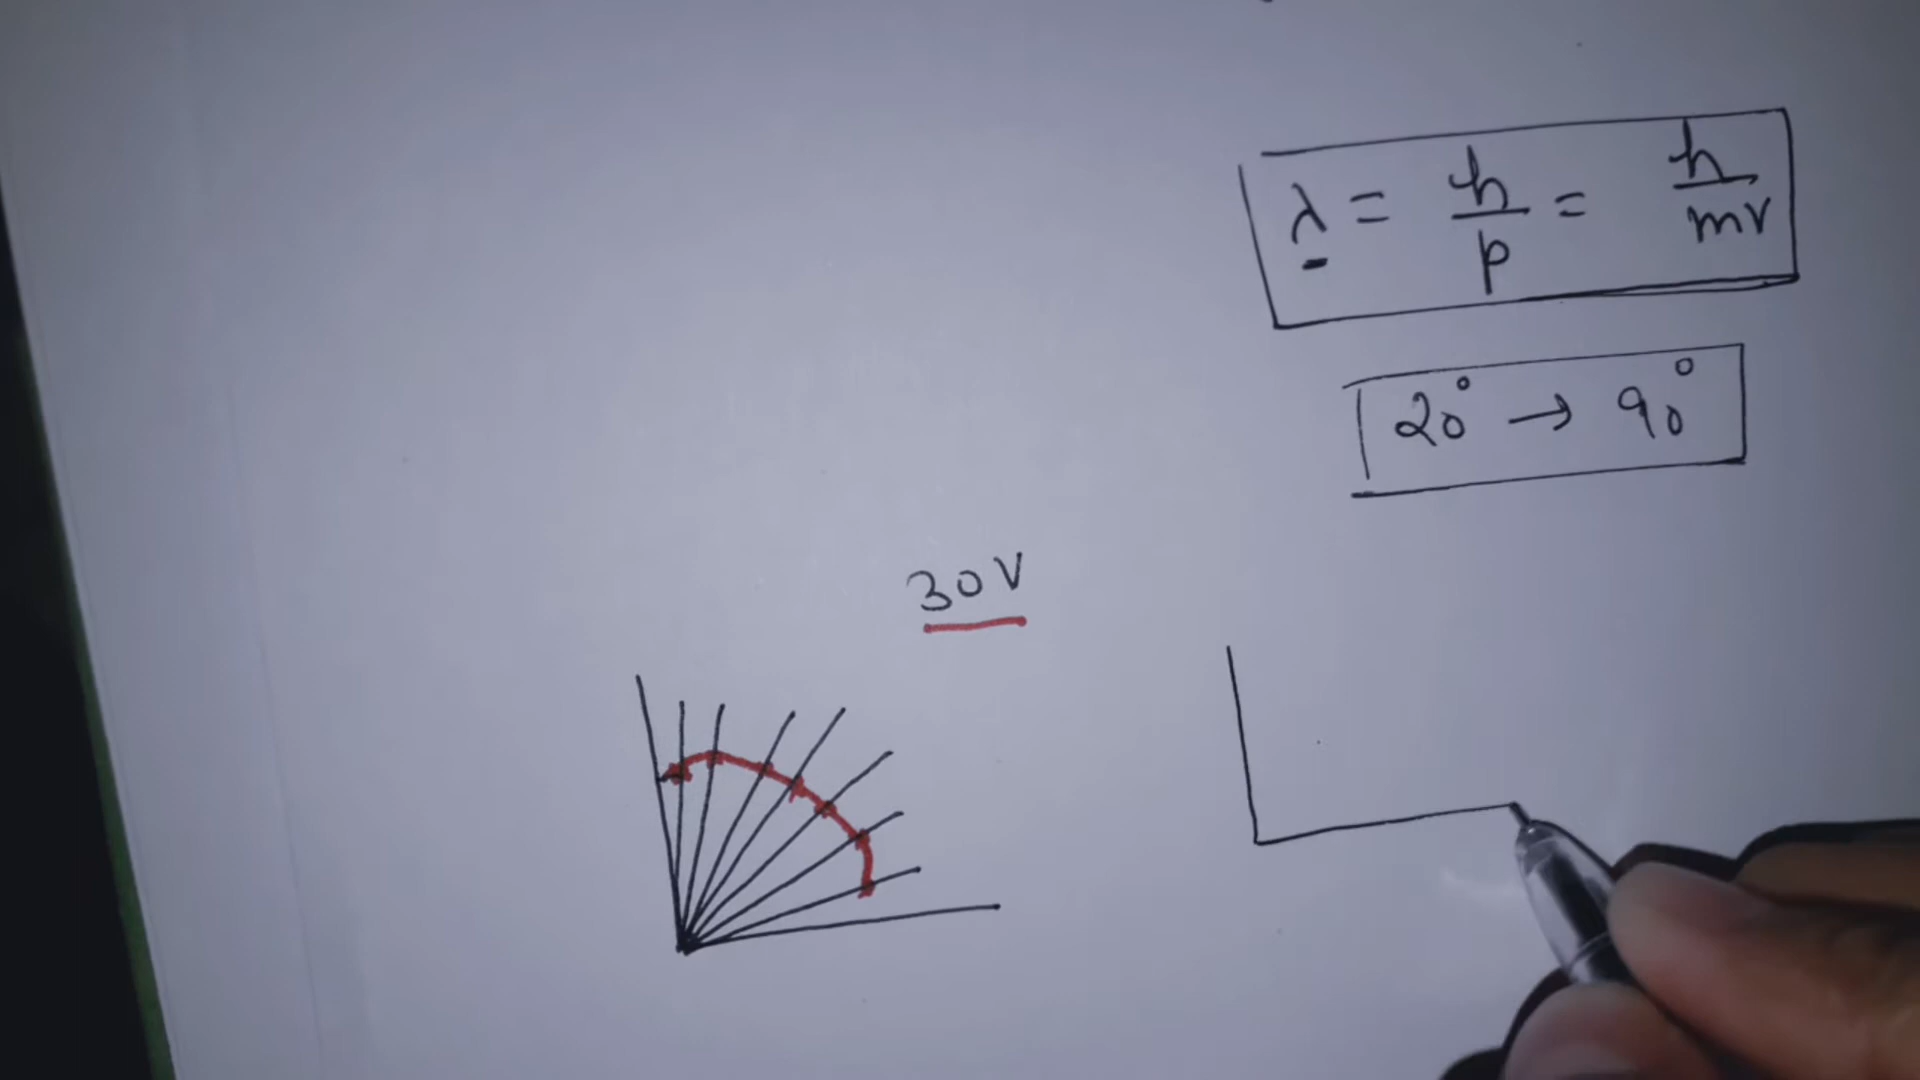 λ = h/p = h/mv
20° → 90°
30V